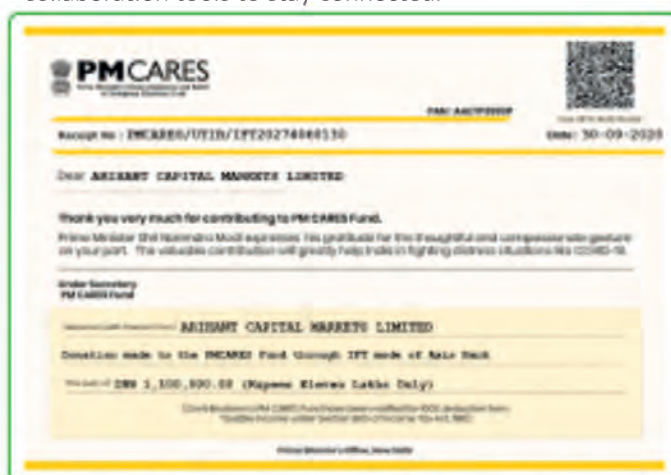 collaboration tools to stay connected.
PMCARES
Receipt No : PMCARES/UTIB/IFT20274060130
Date: 30-09-2020
Dear ARIHANT CAPITAL MARKETS LIMITED
Thank you very much for contributing to PM CARES Fund.
Prime Minister Shri Narendra Modi expresses his gratitude for the thoughtful and compassionate gesture
on your part. The valuable contribution will greatly help India in fighting distress situations like COVID-19.
Under Secretary
PM CARES Fund
ARIHANT CAPITAL MARKETS LIMITED
Donation made to the PMCARES Fund through IFT mode of Axis Bank
INR 1,100,000.00 (Rupees Eleven Lakhs Only)
Prime Minister's Office, New Delhi